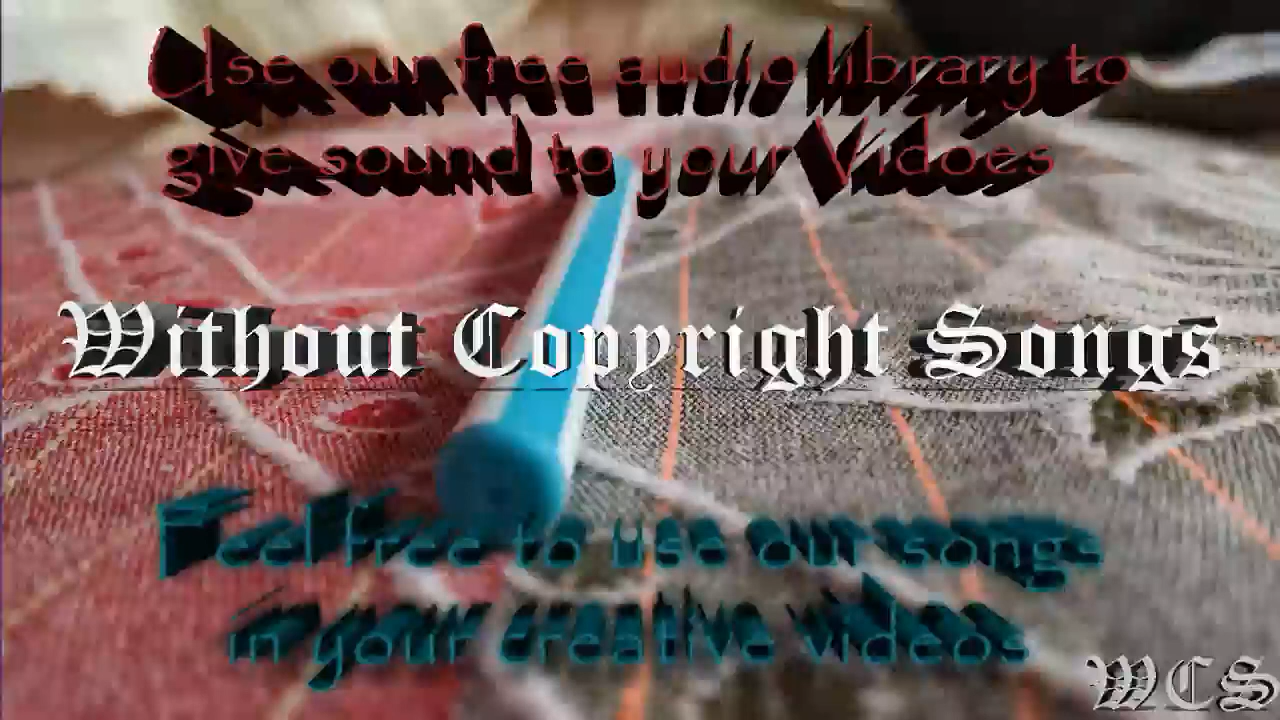 Use our free audio library to
give sound to your Vidoes
Without Copyright Songs
Feel free to use our songs
in your creative videos
WCS